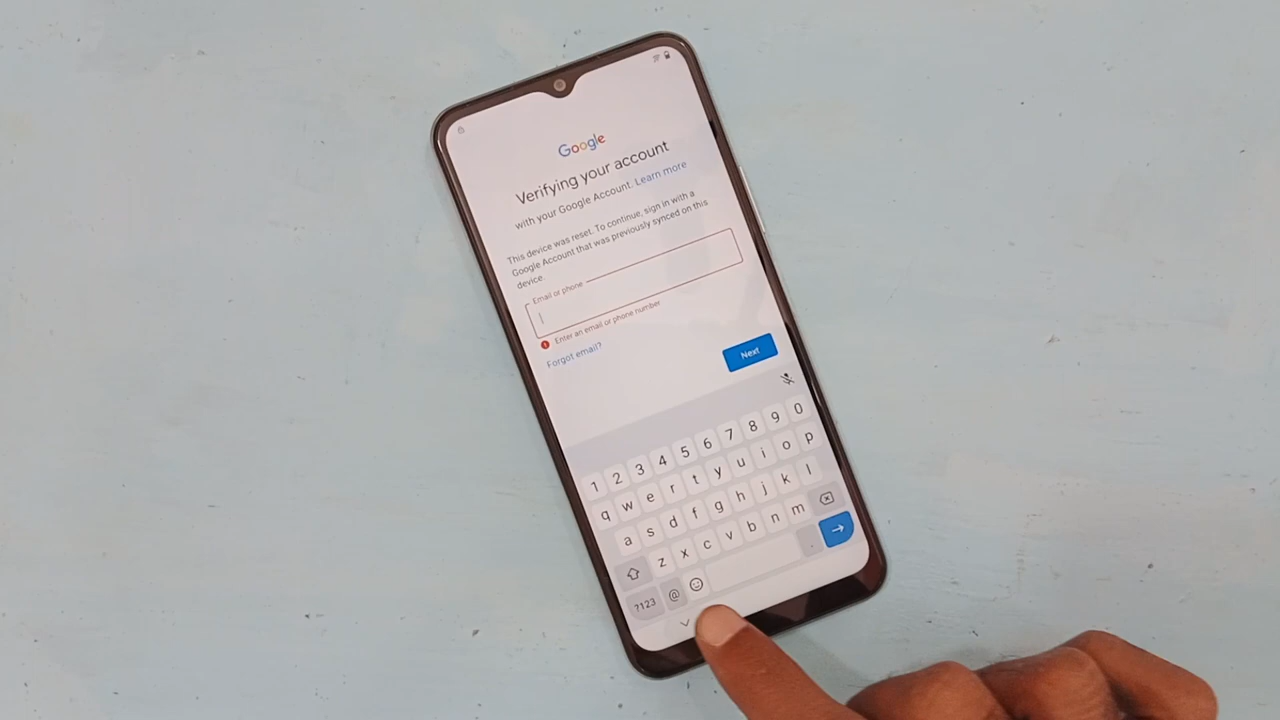 Google
Verifying your account
with your Google Account. Learn more
This device was reset. To continue, sign in with a
Google Account that was previously synced on this
device.
Email or phone
Enter an email or phone number
Forgot email?
Next
1 2 3 4 5 6 7 8 9 0
q w e r t y u i o p
a s d f g h j k l
z x c v b n m
?123 @ .